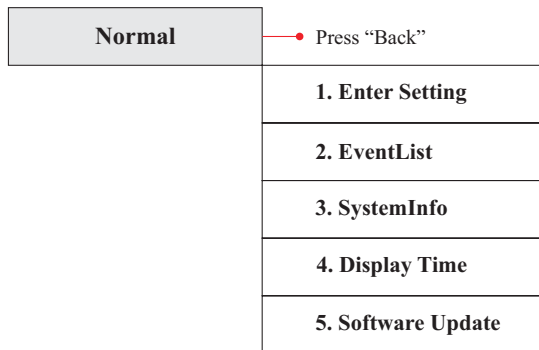 Normal
Press “Back”
1. Enter Setting
2. EventList
3. SystemInfo
4. Display Time
5. Software Update